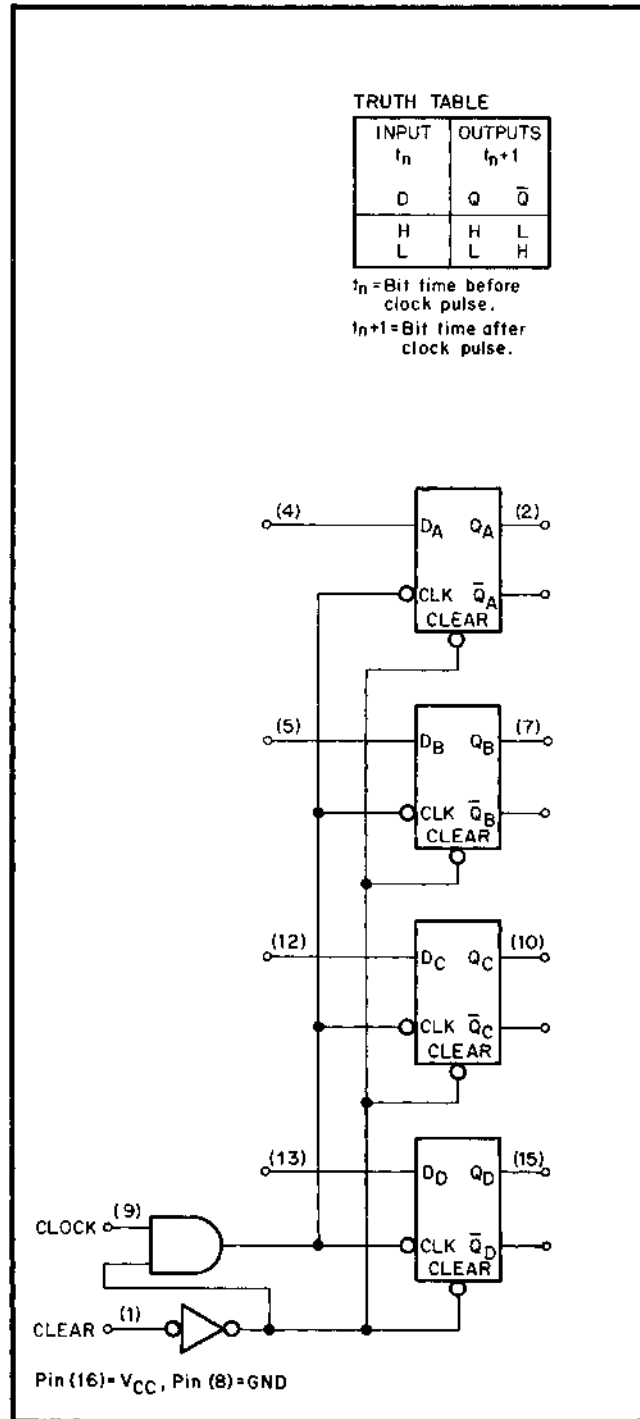 TRUTH TABLE
INPUT OUTPUTS
tn tn+1
D Q Q̅
H H L
L L H
tn=Bit time before
clock pulse.
tn+1=Bit time after
clock pulse.
(4) DA QA (2)
CLK Q̅A
CLEAR
(5) DB QB (7)
CLK Q̅B
CLEAR
(12) DC QC (10)
CLK Q̅C
CLEAR
(13) DD QD (15)
CLOCK (9)
CLK Q̅D
CLEAR
CLEAR (1)
Pin (16)=VCC, Pin (8)=GND